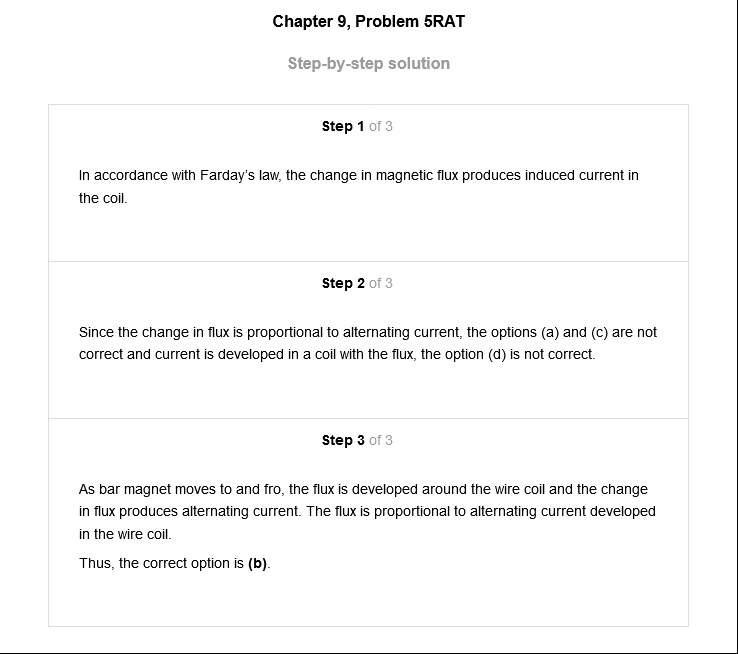 Chapter 9, Problem 5RAT
Step-by-step solution
Step 1 of 3
In accordance with Farday's law, the change in magnetic flux produces induced current in
the coil.
Step 2 of 3
Since the change in flux is proportional to alternating current, the options (a) and (c) are not
correct and current is developed in a coil with the flux, the option (d) is not correct.
Step 3 of 3
As bar magnet moves to and fro, the flux is developed around the wire coil and the change
in flux produces alternating current. The flux is proportional to alternating current developed
in the wire coil.
Thus, the correct option is (b).